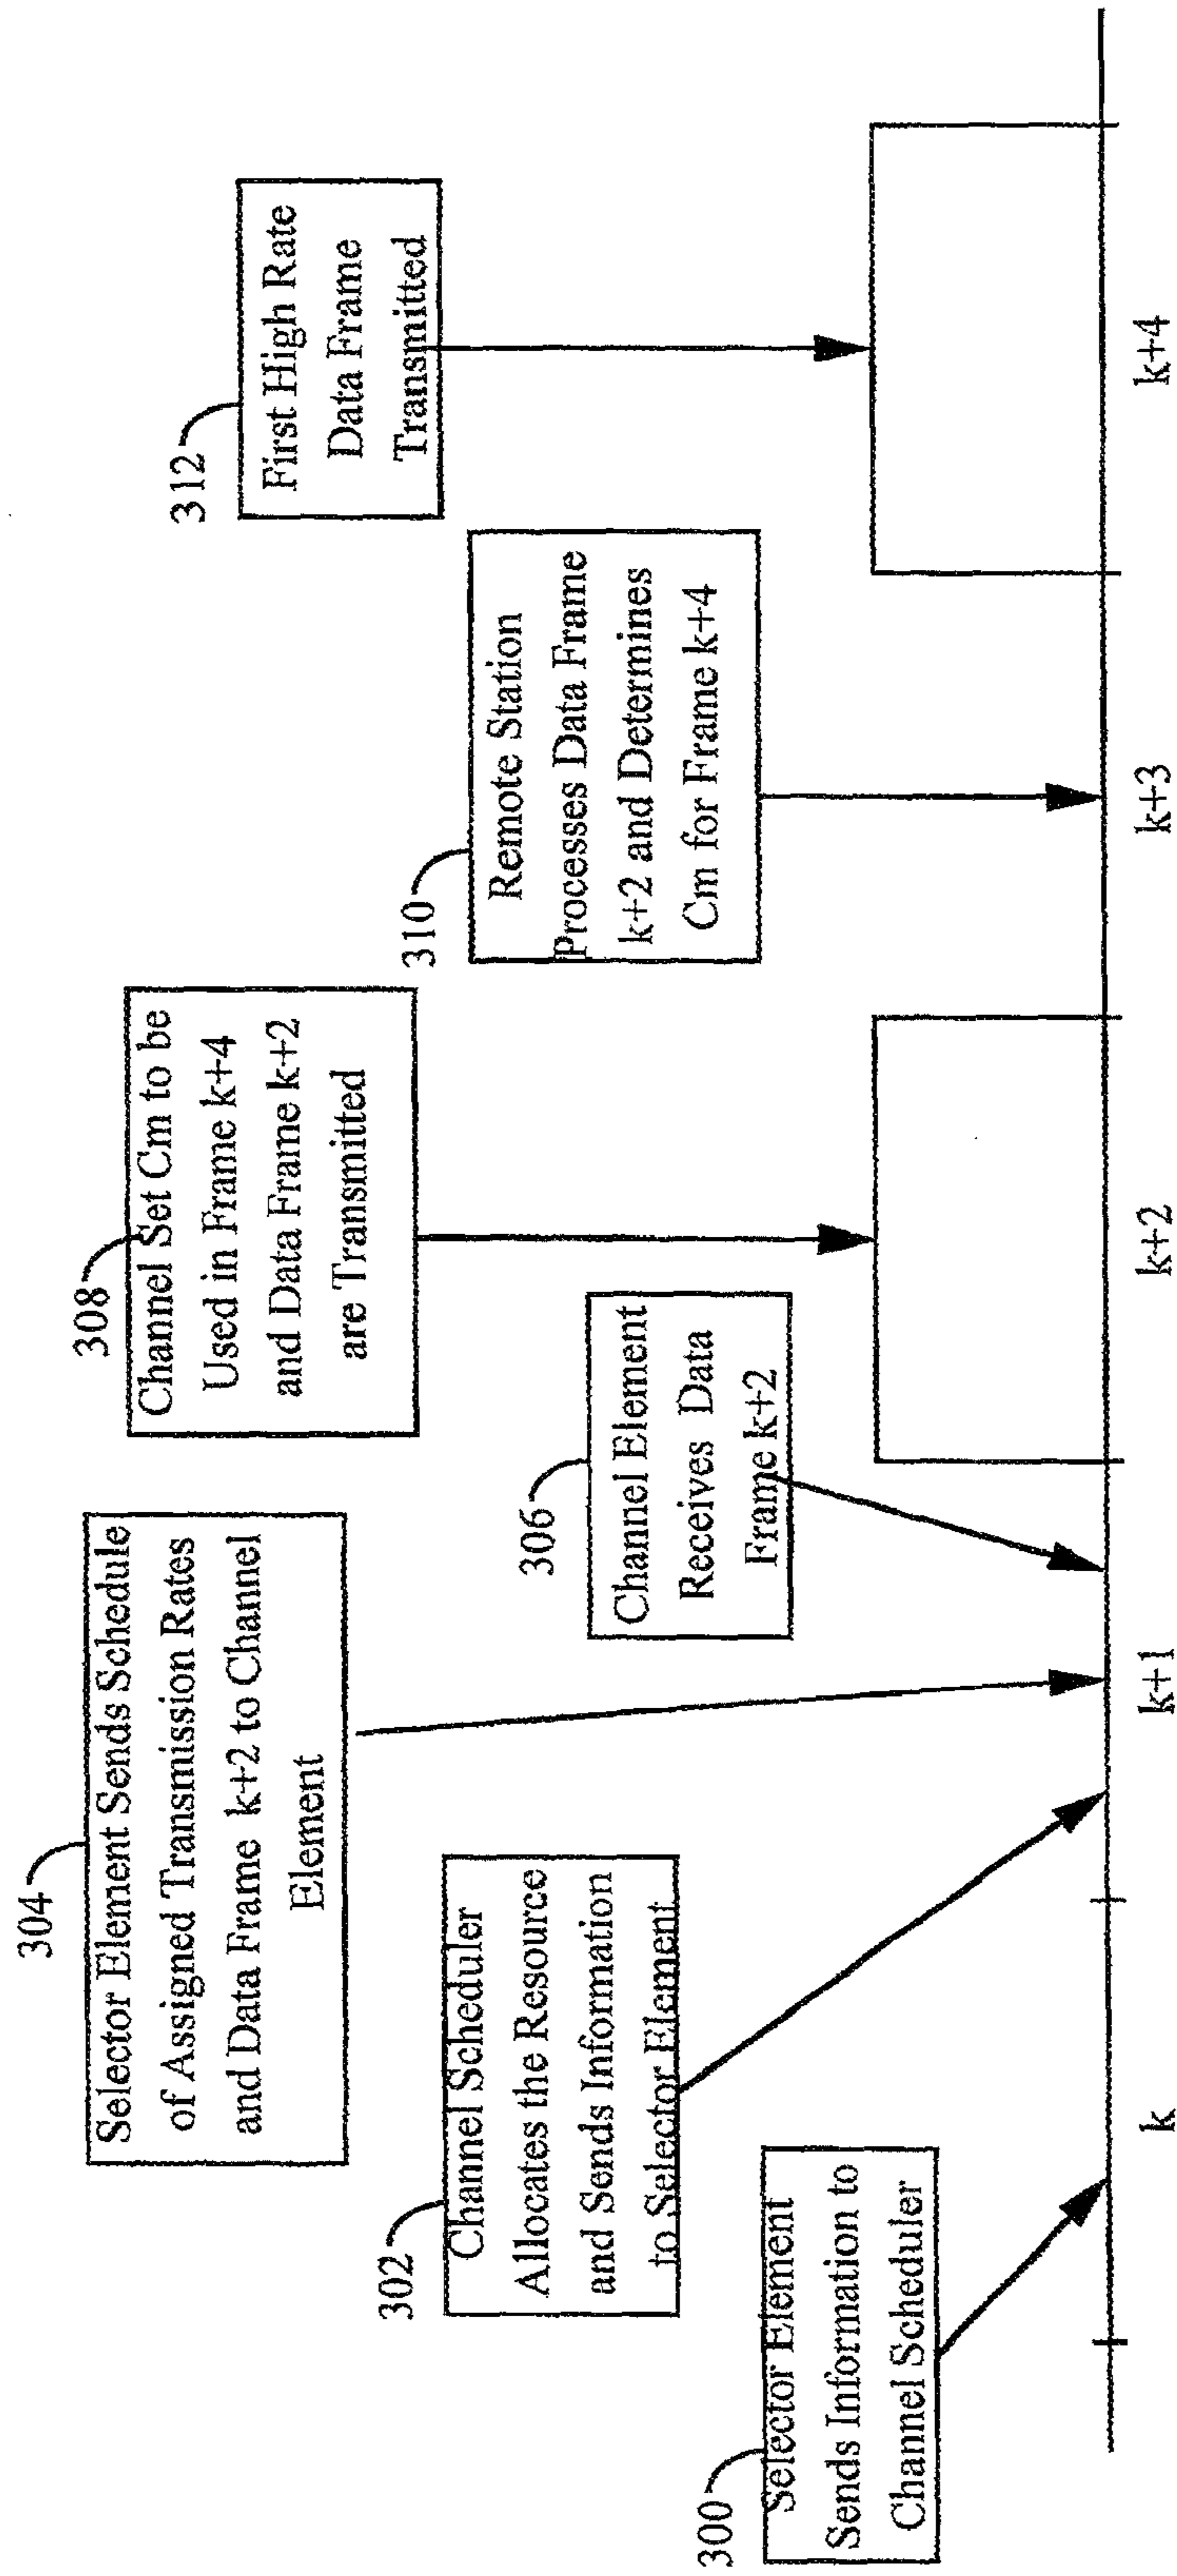 300
Selector Element
Sends Information to
Channel Scheduler
302
Channel Scheduler
Allocates the Resource
and Sends Information
to Selector Element
304
Selector Element Sends Schedule
of Assigned Transmission Rates
and Data Frame k+2 to Channel
Element
306
Channel Element
Receives Data
Frame k+2
308
Channel Set Cm to be
Used in Frame k+4
and Data Frame k+2
are Transmitted
310
Remote Station
Processes Data Frame
k+2 and Determines
Cm for Frame k+4
312
First High Rate
Data Frame
Transmitted
k
k+1
k+2
k+3
k+4